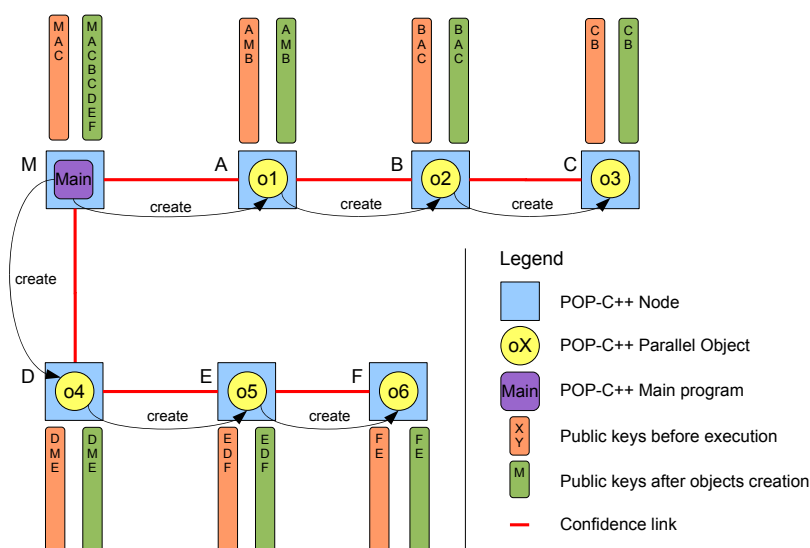 M
A
C
M
A
C
B
C
D
E
F
A
M
B
A
M
B
B
A
C
B
A
C
C
B
C
B
M
Main
A
o1
B
o2
C
o3
create
create
create
create
D
o4
E
o5
F
o6
create
create
D
M
E
D
M
E
E
D
F
E
D
F
F
E
F
E
Legend
POP-C++ Node
oX
POP-C++ Parallel Object
Main
POP-C++ Main program
X
Y
Public keys before execution
M
Public keys after objects creation
Confidence link